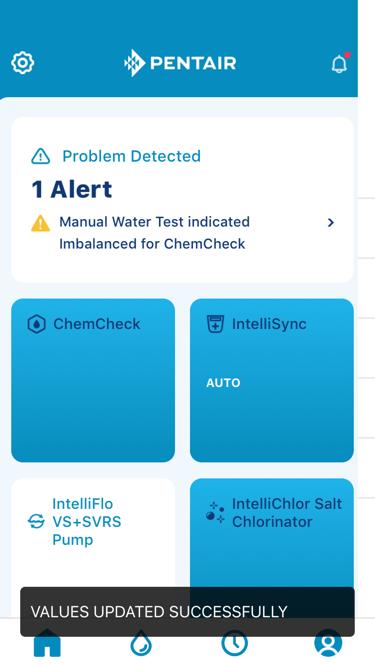 PENTAIR
Problem Detected
1 Alert
Manual Water Test indicated
Imbalanced for ChemCheck
ChemCheck
IntelliSync
AUTO
IntelliFlo
VS+SVRS
Pump
IntelliChlor Salt
Chlorinator
VALUES UPDATED SUCCESSFULLY